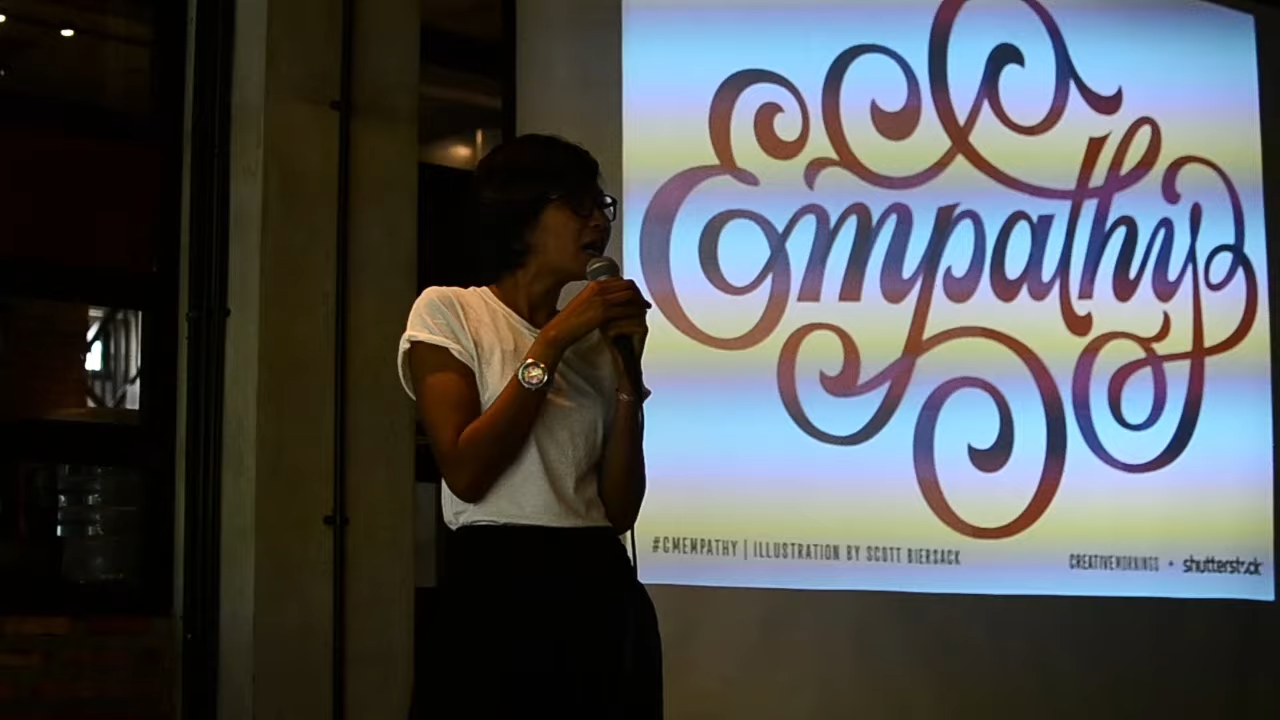 Empathy
#CMEMPATHY | ILLUSTRATION BY SCOTT BIERSACK
CREATIVEMORNINGS + shutterstock